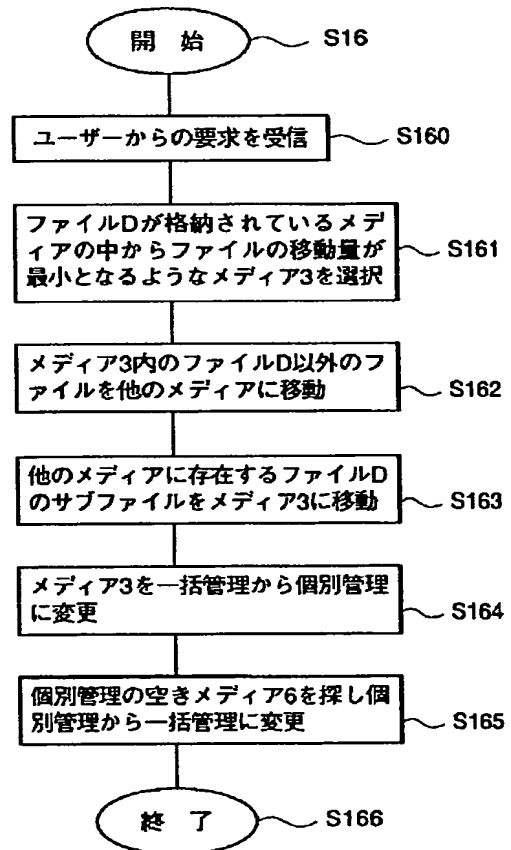 開 始
S16
ユーザーからの要求を受信
S160
ファイルDが格納されているメデ
ィアの中からファイルの移動量が
最小となるようなメディア3を選択
S161
メディア3内のファイルD以外のフ
ァイルを他のメディアに移動
S162
他のメディアに存在するファイルD
のサブファイルをメディア3に移動
S163
メディア3を一括管理から個別管理
に変更
S164
個別管理の空きメディア6を探し個
別管理から一括管理に変更
S165
終 了
S166